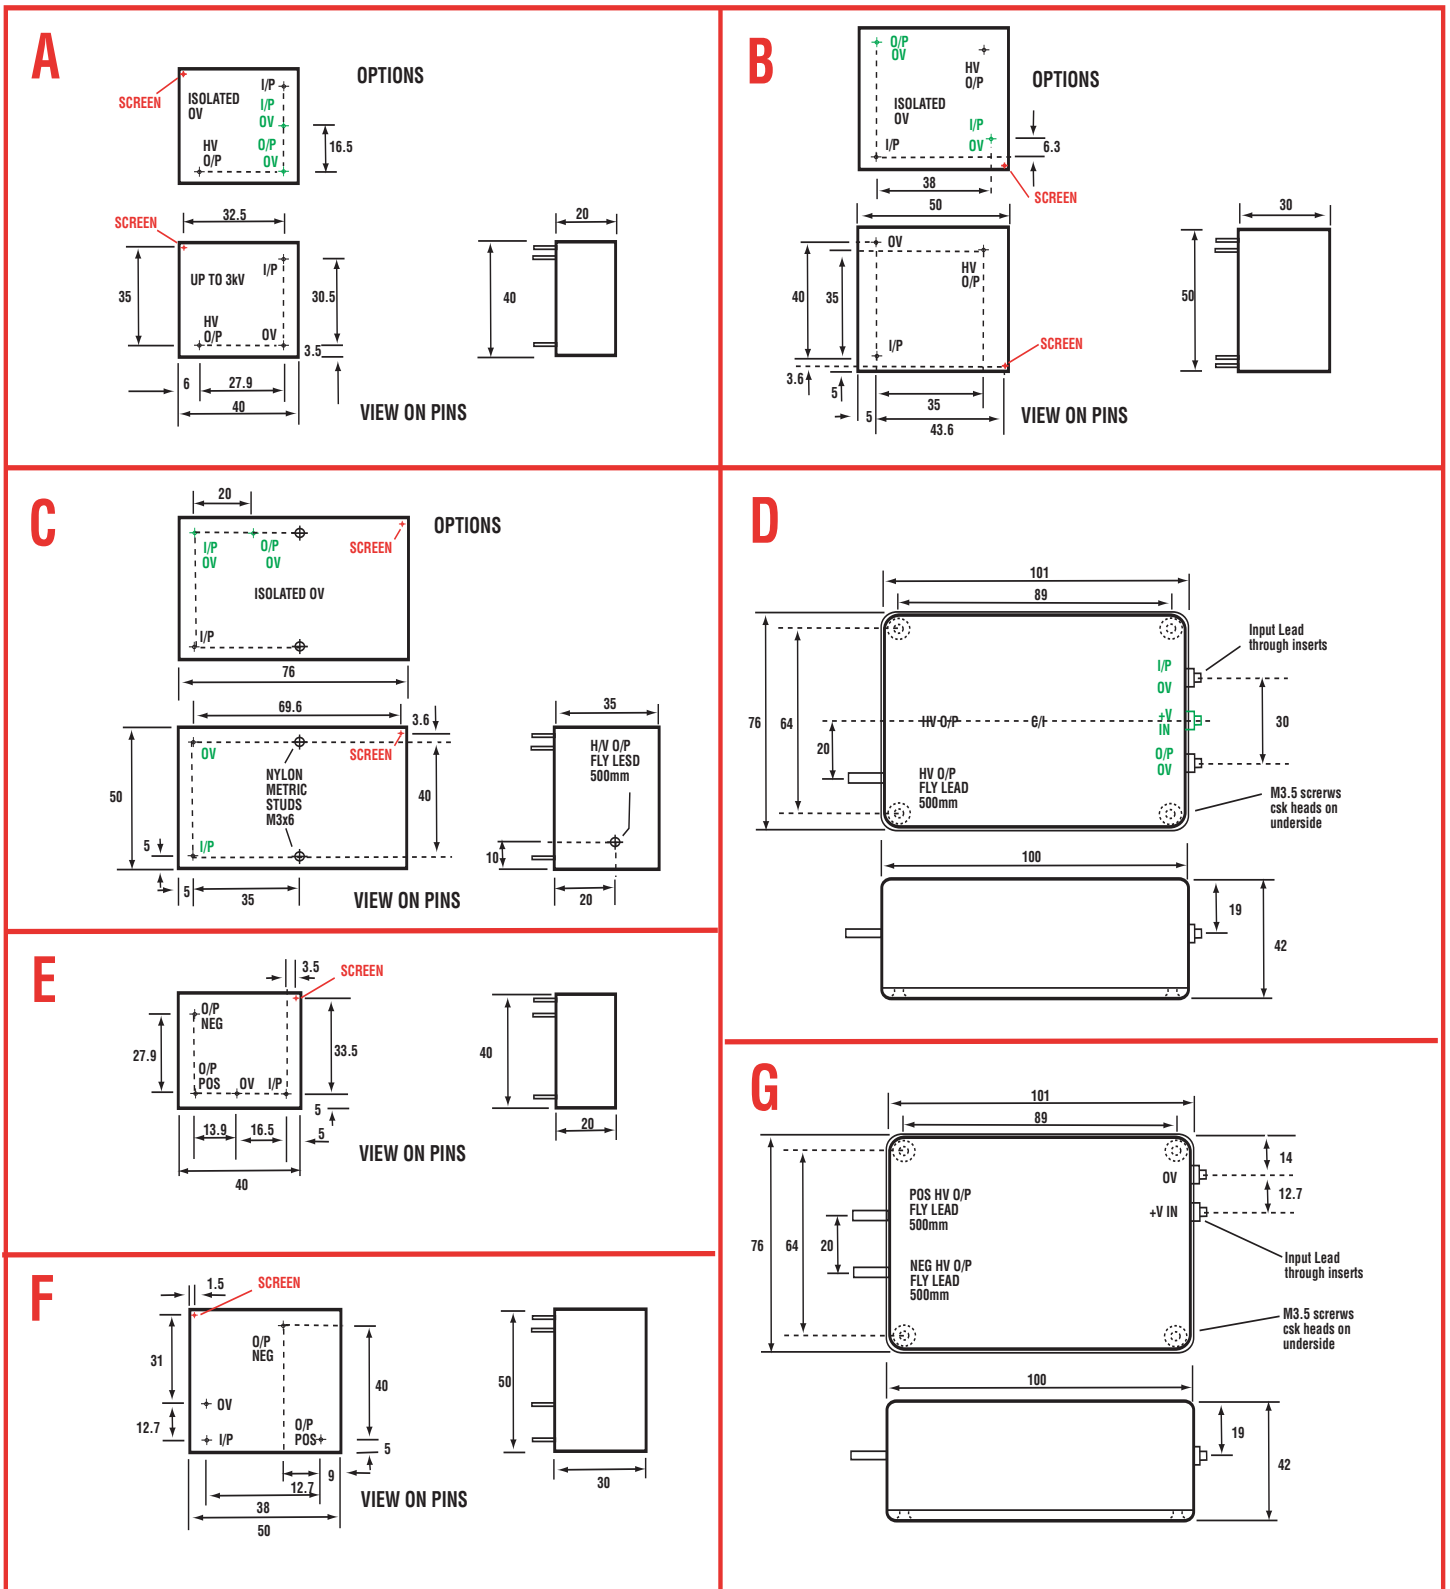 A
OPTIONS
SCREEN
ISOLATED
OV
I/P
I/P
OV
O/P
OV
HV
O/P
16.5
SCREEN
32.5
UP TO 3kV
I/P
HV
O/P
OV
35
30.5
3.5
6
27.9
40
20
40
VIEW ON PINS
B
OPTIONS
O/P
OV
HV
O/P
ISOLATED
OV
I/P
OV
I/P
6.3
SCREEN
38
50
OV
HV
O/P
I/P
40
35
SCREEN
3.6
5
5
35
43.6
30
50
VIEW ON PINS
C
OPTIONS
20
I/P
OV
O/P
OV
SCREEN
ISOLATED OV
I/P
76
69.6
3.6
OV
SCREEN
NYLON
METRIC
STUDS
M3x6
I/P
50
40
5
5
35
35
H/V O/P
FLY LESD
500mm
10
20
VIEW ON PINS
D
101
89
Input Lead
through inserts
I/P
OV
+V
IN
O/P
OV
HV O/P
C/I
76
64
20
30
HV O/P
FLY LEAD
500mm
M3.5 screrws
csk heads on
underside
100
19
42
E
3.5
SCREEN
O/P
NEG
O/P
POS
OV
I/P
27.9
33.5
5
13.9
16.5
5
40
40
20
VIEW ON PINS
F
1.5
SCREEN
O/P
NEG
OV
I/P
O/P
POS
31
12.7
40
5
9
12.7
38
50
50
30
VIEW ON PINS
G
101
89
OV
+V IN
14
12.7
POS HV O/P
FLY LEAD
500mm
NEG HV O/P
FLY LEAD
500mm
76
64
20
Input Lead
through inserts
M3.5 screrws
csk heads on
underside
100
19
42